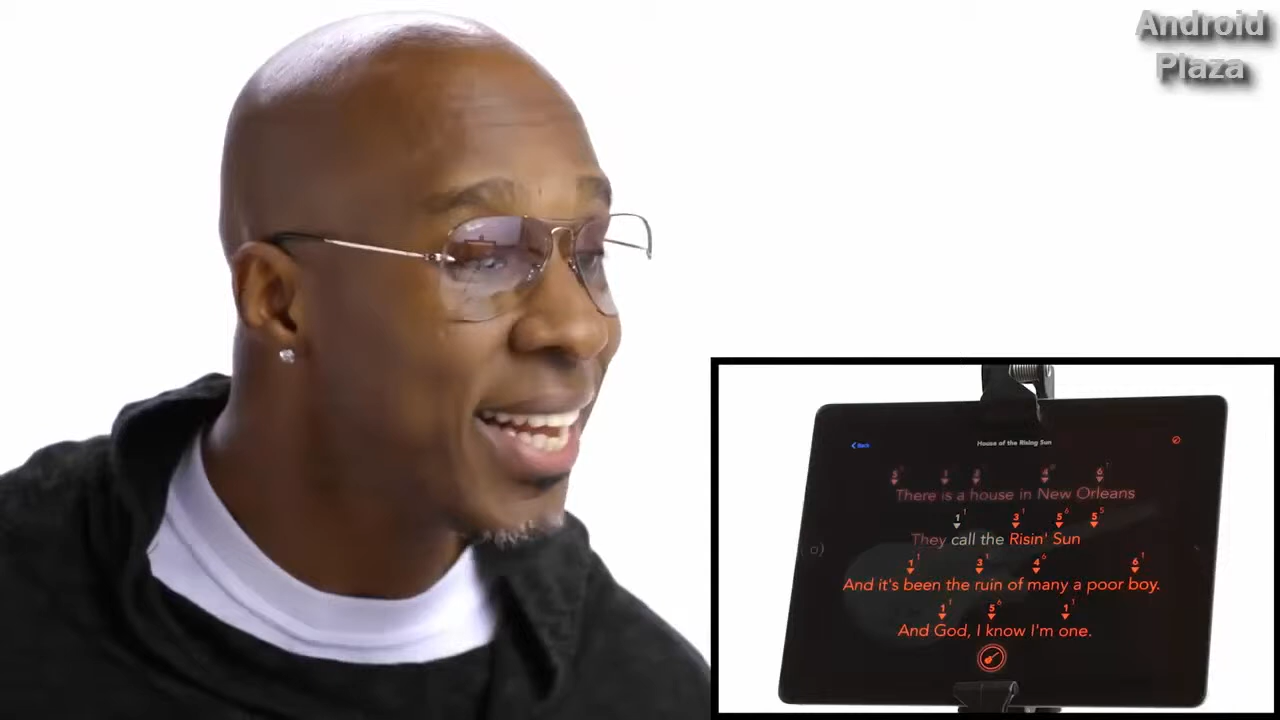 Android
Plaza
Back
House of the Rising Sun
There is a house in New Orleans
They call the Risin' Sun
And it's been the ruin of many a poor boy.
And God, I know I'm one.